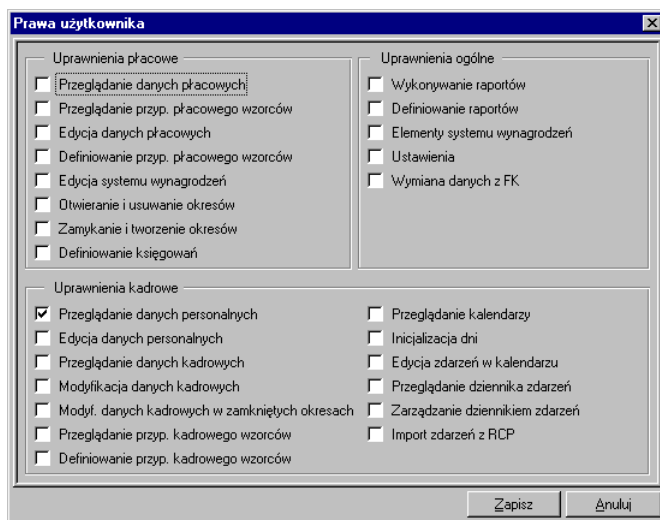 Prawa użytkownika
Uprawnienia płacowe
Przeglądanie danych płacowych
Przeglądanie przyp. płacowego wzorców
Edycja danych płacowych
Definiowanie przyp. płacowego wzorców
Edycja systemu wynagrodzeń
Otwieranie i usuwanie okresów
Zamykanie i tworzenie okresów
Definiowanie księgowań
Uprawnienia ogólne
Wykonywanie raportów
Definiowanie raportów
Elementy systemu wynagrodzeń
Ustawienia
Wymiana danych z FK
Uprawnienia kadrowe
Przeglądanie danych personalnych
Edycja danych personalnych
Przeglądanie danych kadrowych
Modyfikacja danych kadrowych
Modyf. danych kadrowych w zamkniętych okresach
Przeglądanie przyp. kadrowego wzorców
Definiowanie przyp. kadrowego wzorców
Przeglądanie kalendarzy
Inicjalizacja dni
Edycja zdarzeń w kalendarzu
Przeglądanie dziennika zdarzeń
Zarządzanie dziennikiem zdarzeń
Import zdarzeń z RCP
Zapisz
Anuluj